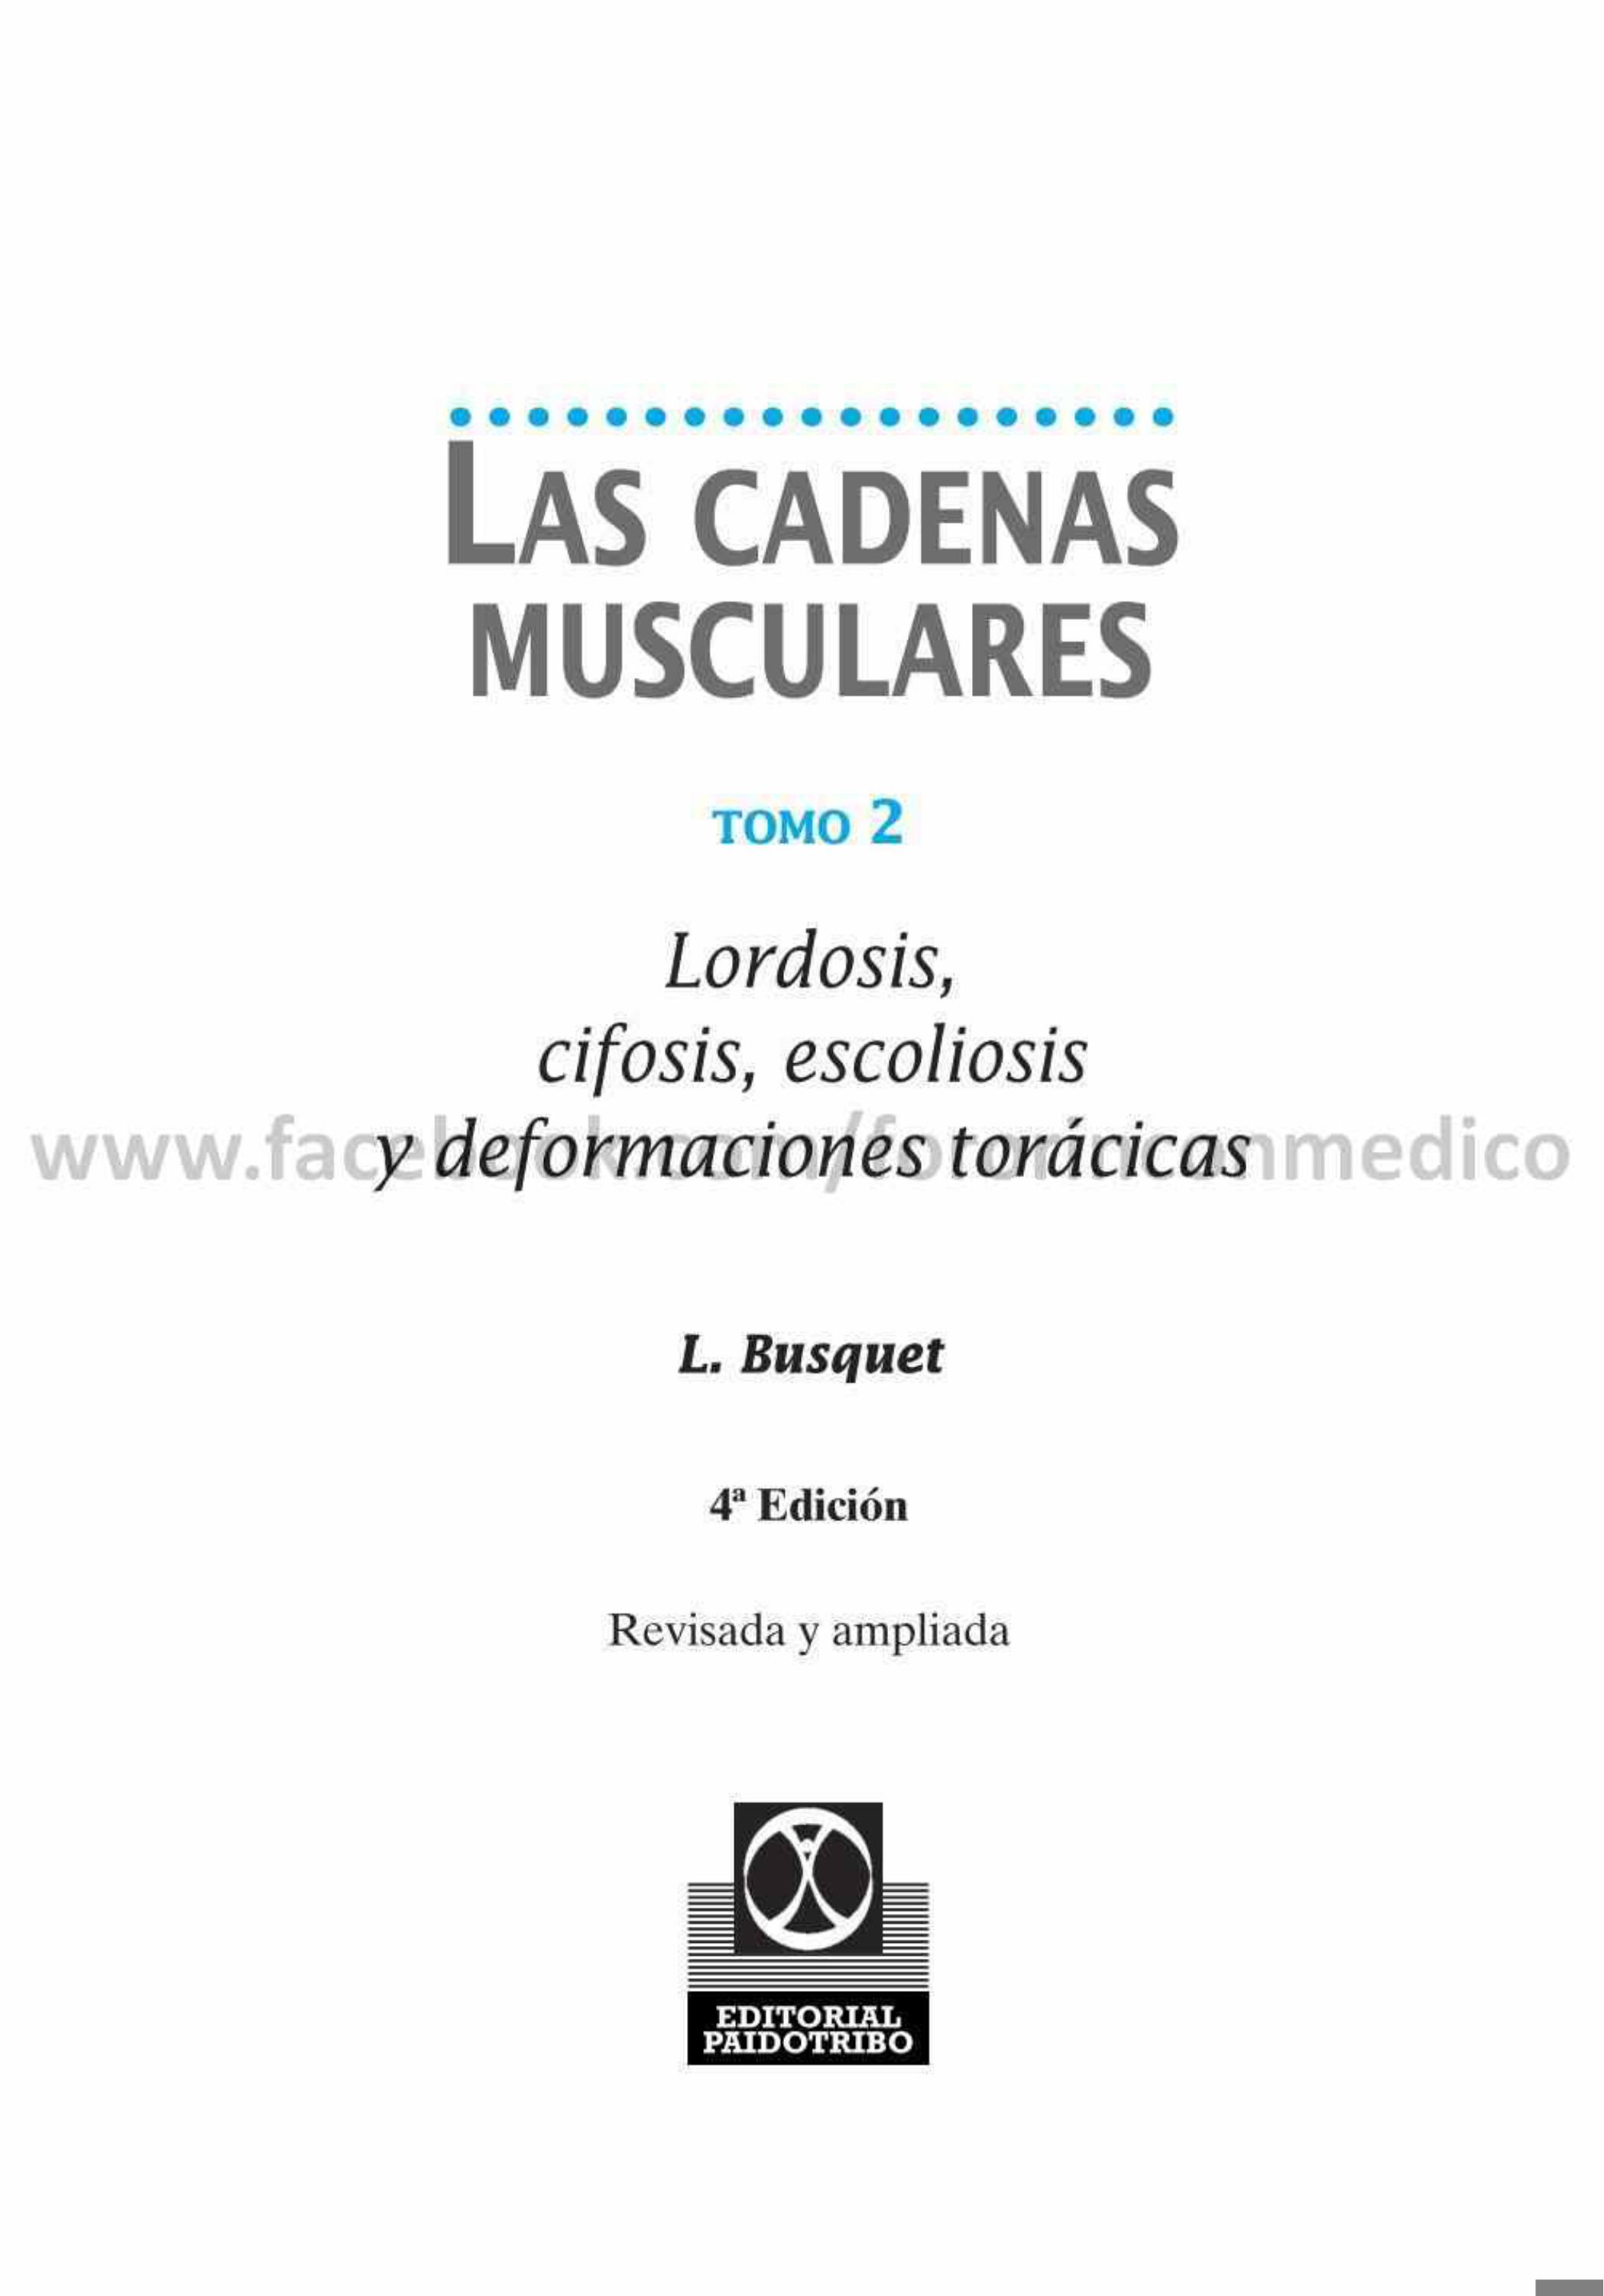 LAS CADENAS
MUSCULARES
TOMO 2
Lordosis,
cifosis, escoliosis
y deformaciones torácicas
L. Busquet
4ª Edición
Revisada y ampliada
EDITORIAL
PAIDOTRIBO